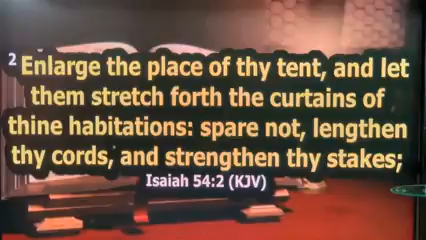 2 Enlarge the place of thy tent, and let
them stretch forth the curtains of
thine habitations: spare not, lengthen
thy cords, and strengthen thy stakes;
Isaiah 54:2 (KJV)